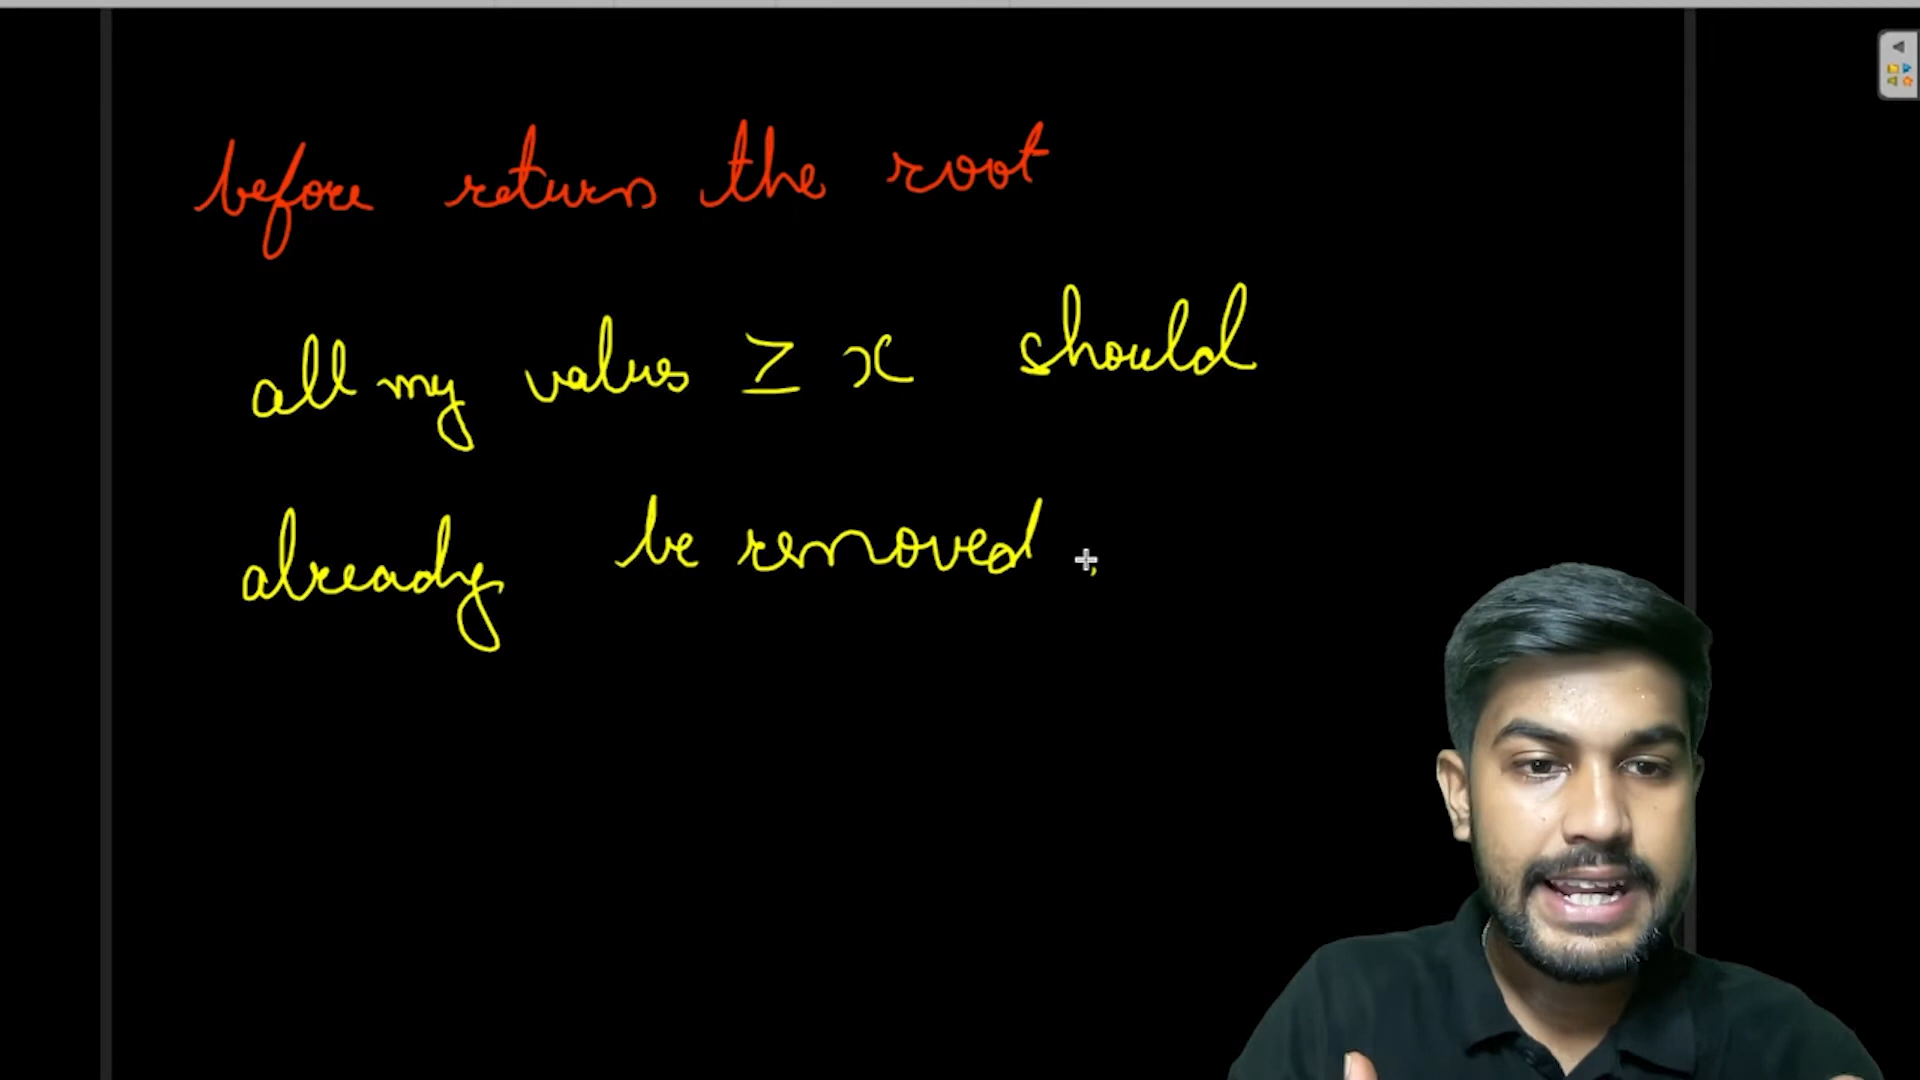 before return the root
all my values ≥ x should
already be removed,